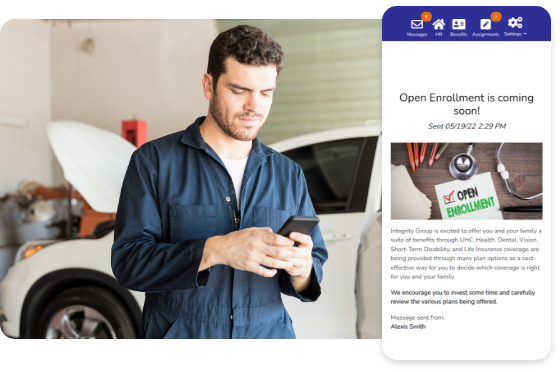 Messages HR Benefits Assignments Settings
Open Enrollment is coming
soon!
Sent 05/19/22 2:29 PM
OPEN
ENROLLMENT
Integrity Group is excited to offer you and your family a
suite of benefits through UHC. Health, Dental, Vision,
Short-Term Disability, and Life Insurance coverage are
being provided through many plan options as a cost-
effective way for you to decide which coverage is right
for you and your family.
We encourage you to invest some time and carefully
review the various plans being offered.
Message sent from:
Alexis Smith